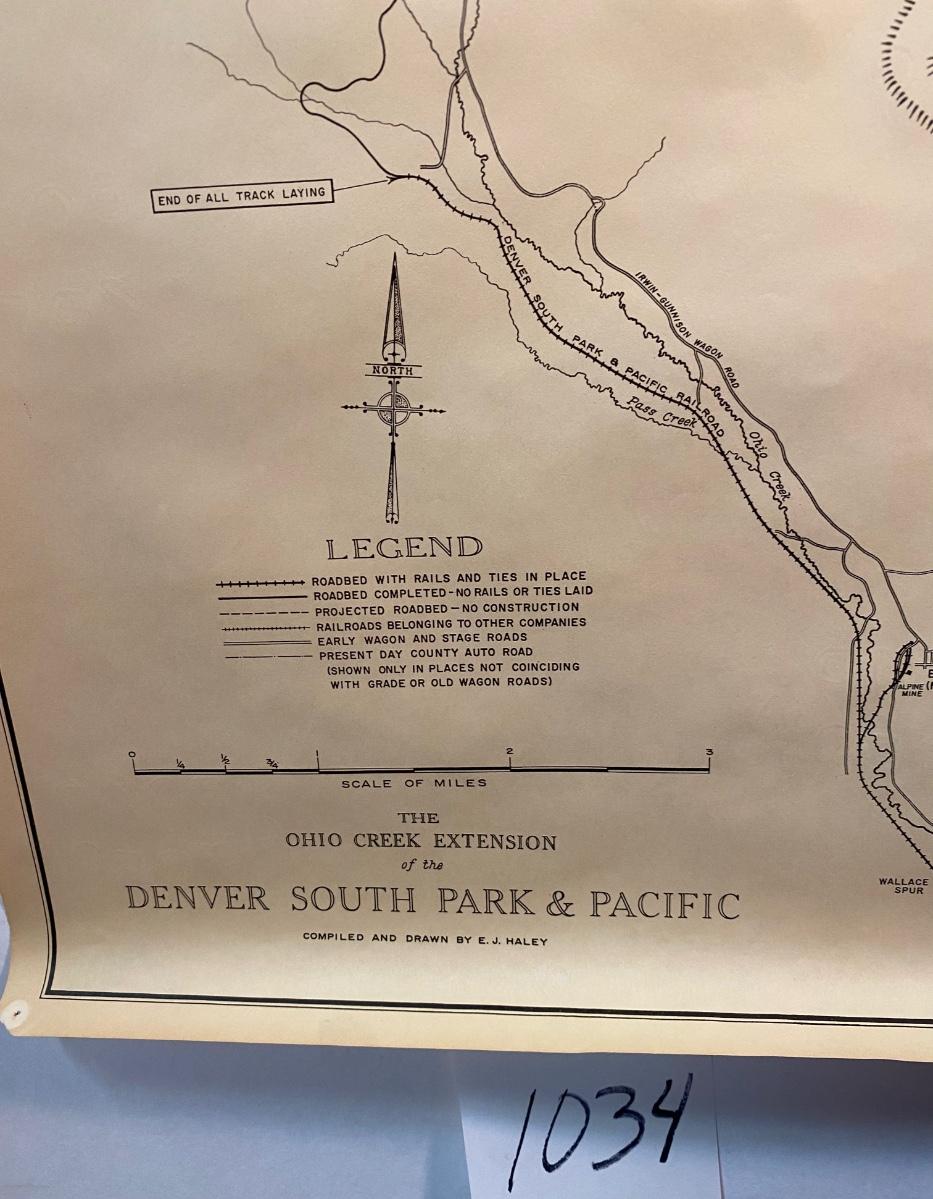 END OF ALL TRACK LAYING
DENVER SOUTH PARK & PACIFIC RAILROAD
IRWIN-GUNNISON WAGON ROAD
NORTH
Pass Creek
Ohio Creek
LEGEND
ROADBED WITH RAILS AND TIES IN PLACE
ROADBED COMPLETED-NO RAILS OR TIES LAID
PROJECTED ROADBED-NO CONSTRUCTION
RAILROADS BELONGING TO OTHER COMPANIES
EARLY WAGON AND STAGE ROADS
PRESENT DAY COUNTY AUTO ROAD
(SHOWN ONLY IN PLACES NOT COINCIDING
WITH GRADE OR OLD WAGON ROADS)
ALPINE
MINE
0 ¼ ½ ¾ 1 2 3
SCALE OF MILES
THE
OHIO CREEK EXTENSION
of the
DENVER SOUTH PARK & PACIFIC
COMPILED AND DRAWN BY E. J. HALEY
WALLACE
SPUR
1034